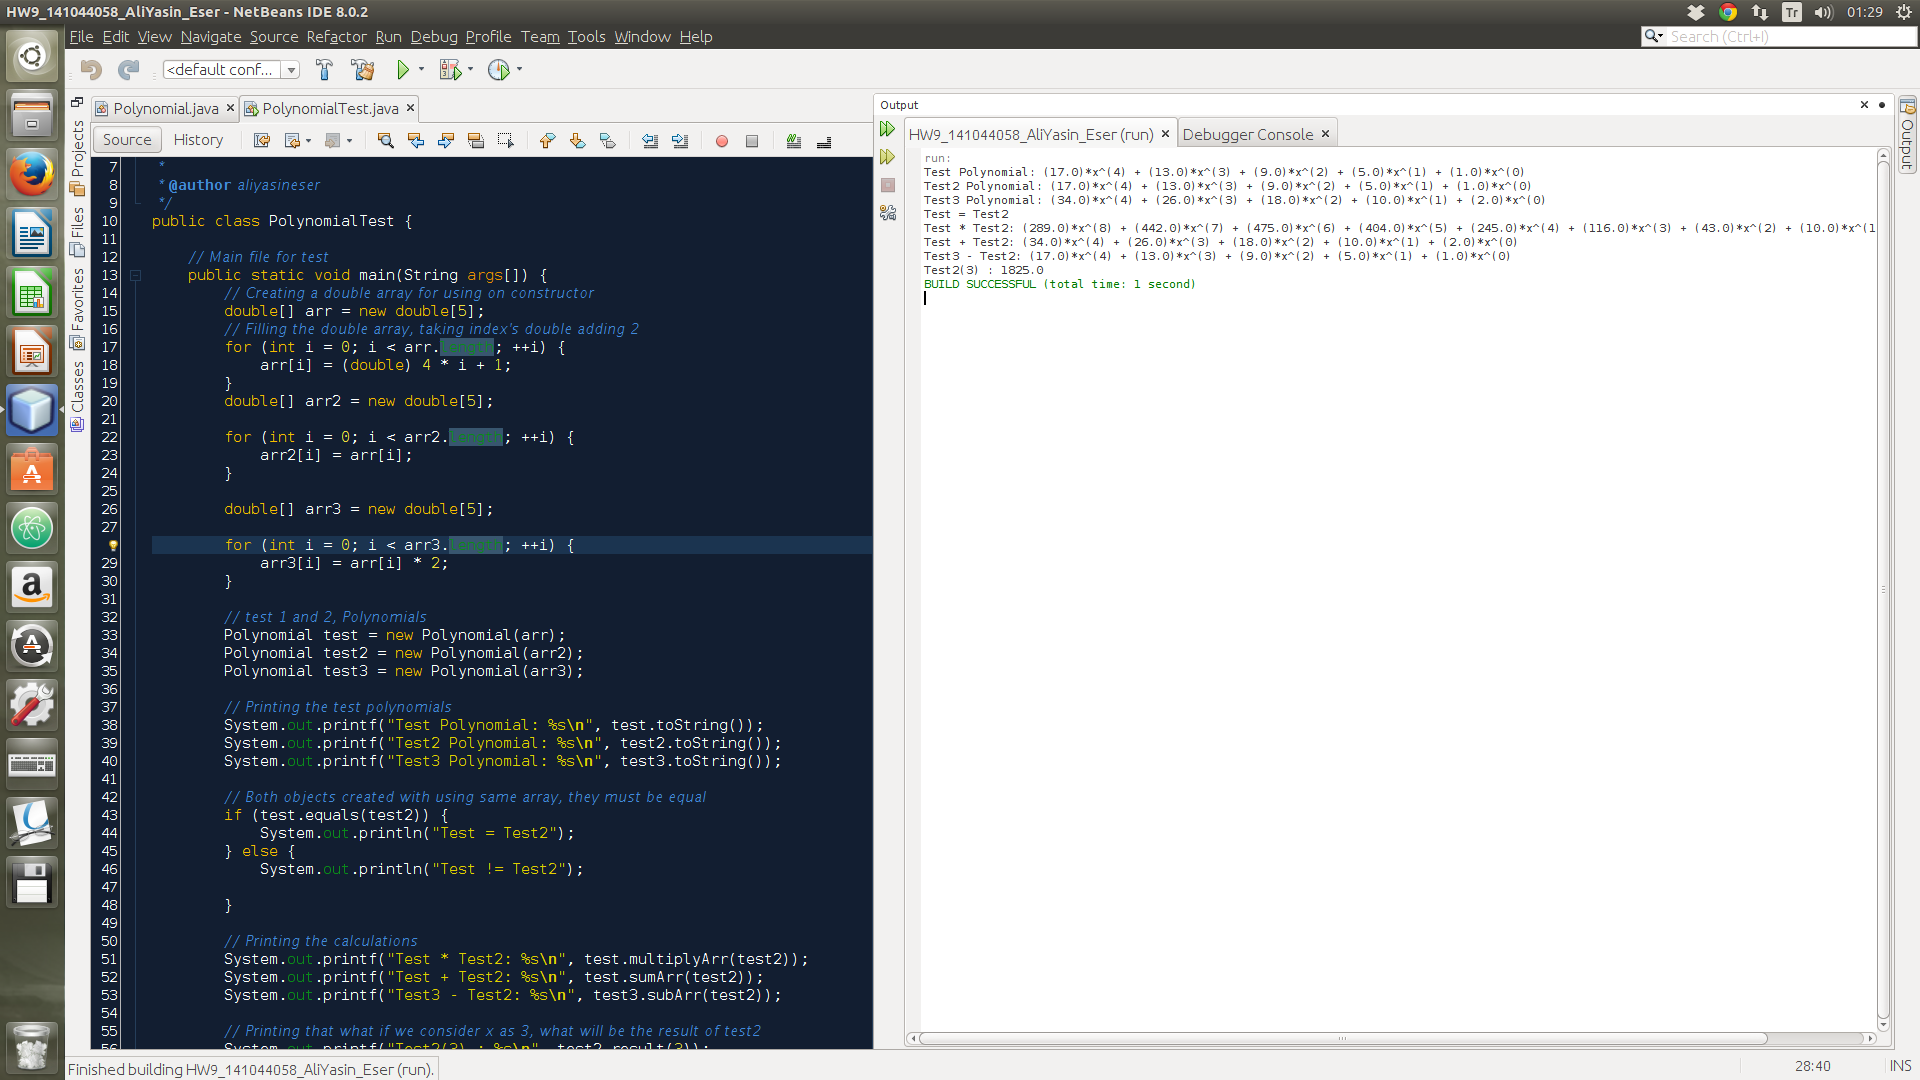 HW9_141044058_AliYasin_Eser - NetBeans IDE 8.0.2
Tr
01:29
File Edit View Navigate Source Refactor Run Debug Profile Team Tools Window Help
Search (Ctrl+I)
<default conf...
Projects
Files
Favorites
Classes
Polynomial.java
PolynomialTest.java
Source History
7 *
8 * @author aliyasineser
9 */
10 public class PolynomialTest {
11
12 // Main file for test
13 public static void main(String args[]) {
14 // Creating a double array for using on constructor
15 double[] arr = new double[5];
16 // Filling the double array, taking index's double adding 2
17 for (int i = 0; i < arr.length; ++i) {
18 arr[i] = (double) 4 * i + 1;
19 }
20 double[] arr2 = new double[5];
21
22 for (int i = 0; i < arr2.length; ++i) {
23 arr2[i] = arr[i];
24 }
25
26 double[] arr3 = new double[5];
27
for (int i = 0; i < arr3.length; ++i) {
29 arr3[i] = arr[i] * 2;
30 }
31
32 // test 1 and 2, Polynomials
33 Polynomial test = new Polynomial(arr);
34 Polynomial test2 = new Polynomial(arr2);
35 Polynomial test3 = new Polynomial(arr3);
36
37 // Printing the test polynomials
38 System.out.printf("Test Polynomial: %s\n", test.toString());
39 System.out.printf("Test2 Polynomial: %s\n", test2.toString());
40 System.out.printf("Test3 Polynomial: %s\n", test3.toString());
41
42 // Both objects created with using same array, they must be equal
43 if (test.equals(test2)) {
44 System.out.println("Test = Test2");
45 } else {
46 System.out.println("Test != Test2");
47
48 }
49
50 // Printing the calculations
51 System.out.printf("Test * Test2: %s\n", test.multiplyArr(test2));
52 System.out.printf("Test + Test2: %s\n", test.sumArr(test2));
53 System.out.printf("Test3 - Test2: %s\n", test3.subArr(test2));
54
55 // Printing that what if we consider x as 3, what will be the result of test2
56 System.out.printf("Test2(3) : %s\n", test2.result(3));
Output
HW9_141044058_AliYasin_Eser (run)
Debugger Console
run:
Test Polynomial: (17.0)*x^(4) + (13.0)*x^(3) + (9.0)*x^(2) + (5.0)*x^(1) + (1.0)*x^(0)
Test2 Polynomial: (17.0)*x^(4) + (13.0)*x^(3) + (9.0)*x^(2) + (5.0)*x^(1) + (1.0)*x^(0)
Test3 Polynomial: (34.0)*x^(4) + (26.0)*x^(3) + (18.0)*x^(2) + (10.0)*x^(1) + (2.0)*x^(0)
Test = Test2
Test * Test2: (289.0)*x^(8) + (442.0)*x^(7) + (475.0)*x^(6) + (404.0)*x^(5) + (245.0)*x^(4) + (116.0)*x^(3) + (43.0)*x^(2) + (10.0)*x^(1
Test + Test2: (34.0)*x^(4) + (26.0)*x^(3) + (18.0)*x^(2) + (10.0)*x^(1) + (2.0)*x^(0)
Test3 - Test2: (17.0)*x^(4) + (13.0)*x^(3) + (9.0)*x^(2) + (5.0)*x^(1) + (1.0)*x^(0)
Test2(3) : 1825.0
BUILD SUCCESSFUL (total time: 1 second)
Output
Finished building HW9_141044058_AliYasin_Eser (run).
28:40
INS